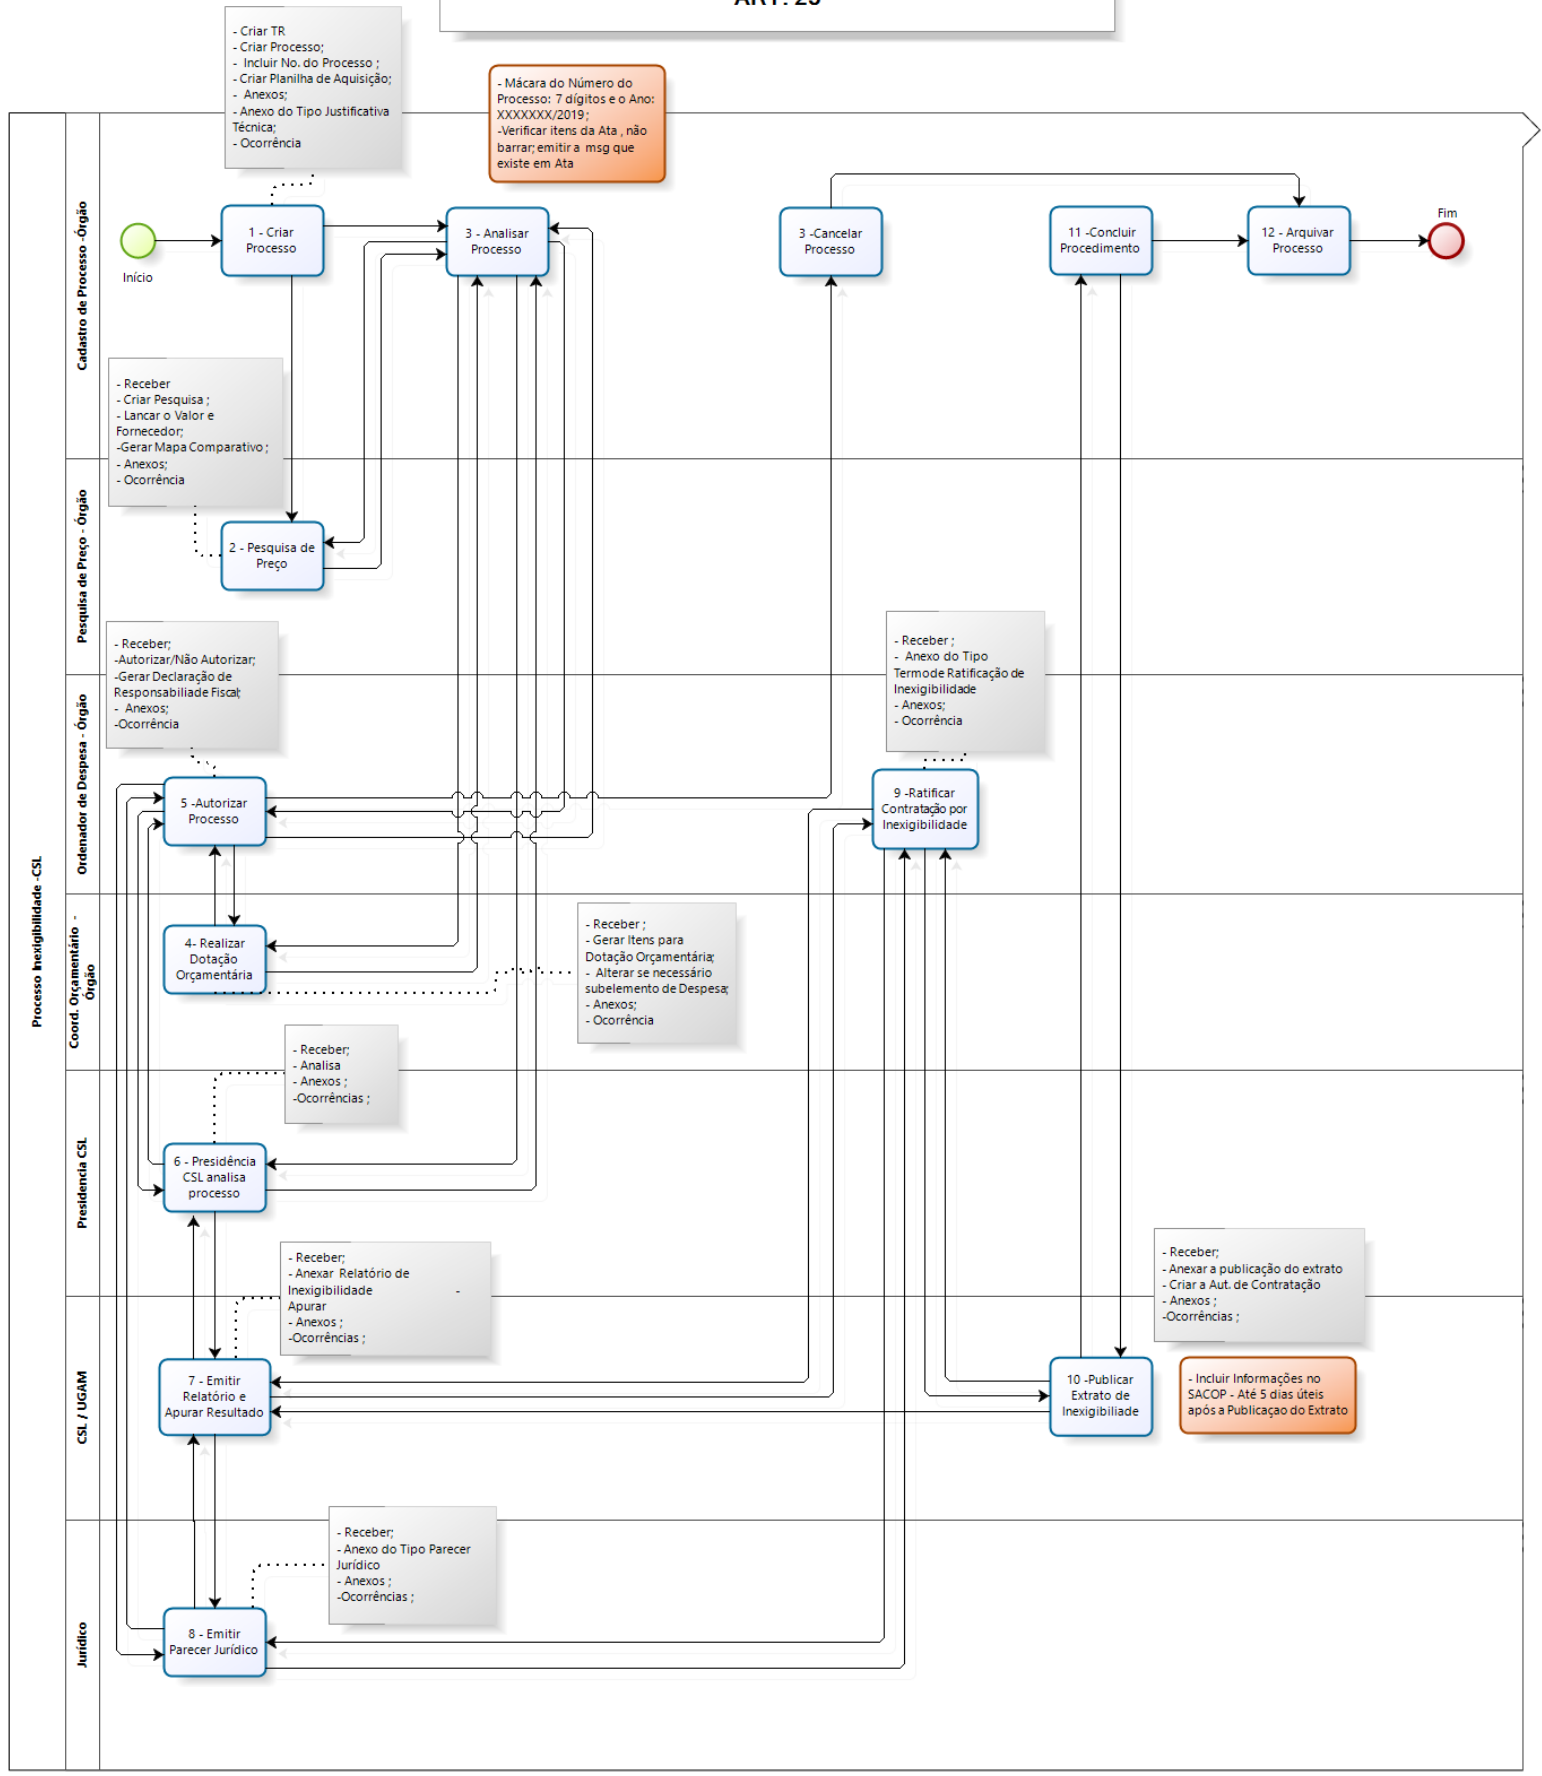 ART. 25
- Criar TR
- Criar Processo;
- Incluir No. do Processo ;
- Criar Planilha de Aquisição;
- Anexos;
- Anexo do Tipo Justificativa
Técnica;
- Ocorrência
- Mácara do Número do
Processo: 7 dígitos e o Ano:
XXXXXXX/2019;
-Verificar itens da Ata , não
barrar; emitir a msg que
existe em Ata
Processo Inexigibilidade -CSL
Cadastro de Processo -Órgão
Início
1 - Criar
Processo
3 - Analisar
Processo
3 -Cancelar
Processo
11 -Concluir
Procedimento
12 - Arquivar
Processo
Fim
- Receber
- Criar Pesquisa ;
- Lancar o Valor e
Fornecedor;
-Gerar Mapa Comparativo ;
- Anexos;
- Ocorrência
Pesquisa de Preço - Órgão
2 - Pesquisa de
Preço
- Receber;
-Autorizar/Não Autorizar;
-Gerar Declaração de
Responsabiliade Fiscal;
- Anexos;
-Ocorrência
- Receber ;
- Anexo do Tipo
Termode Ratificação de
Inexigibilidade
- Anexos;
- Ocorrência
Ordenador de Despesa - Órgão
5 -Autorizar
Processo
9 -Ratificar
Contratação por
Inexigibilidade
Coord. Orçamentário -
Órgão
4- Realizar
Dotação
Orçamentária
- Receber ;
- Gerar Itens para
Dotação Orçamentária;
- Alterar se necessário
subelemento de Despesa;
- Anexos;
- Ocorrência
- Receber;
- Analisa
- Anexos ;
-Ocorrências ;
Presidencia CSL
6 - Presidência
CSL analisa
processo
- Receber;
- Anexar Relatório de
Inexigibilidade -
Apurar
- Anexos ;
-Ocorrências ;
- Receber;
- Anexar a publicação do extrato
- Criar a Aut. de Contratação
- Anexos ;
-Ocorrências ;
CSL / UGAM
7 - Emitir
Relatório e
Apurar Resultado
10 -Publicar
Extrato de
Inexigibiliade
- Incluir Informações no
SACOP - Até 5 dias úteis
após a Publicaçao do Extrato
- Receber;
- Anexo do Tipo Parecer
Jurídico
- Anexos ;
-Ocorrências ;
Jurídico
8 - Emitir
Parecer Jurídico